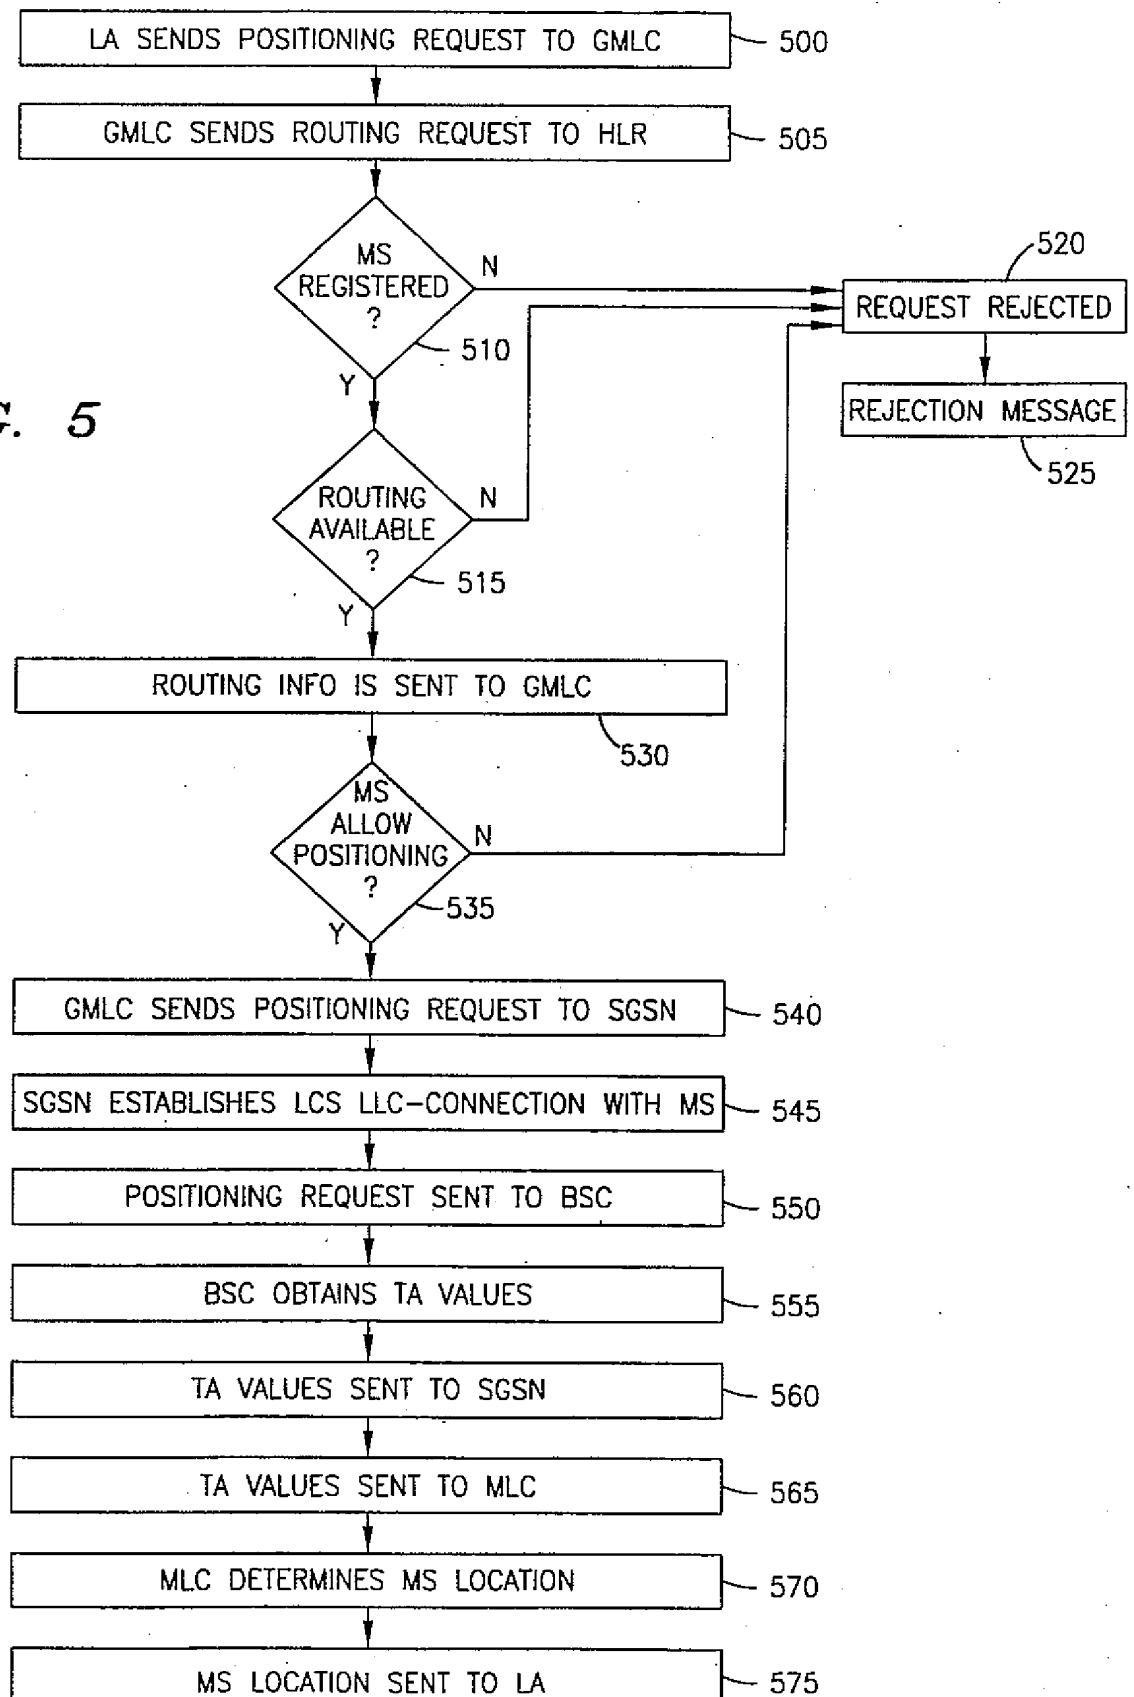 LA SENDS POSITIONING REQUEST TO GMLC
500
GMLC SENDS ROUTING REQUEST TO HLR
505
MS
REGISTERED
?
510
N
Y
520
REQUEST REJECTED
REJECTION MESSAGE
525
G. 5
ROUTING
AVAILABLE
?
515
N
Y
ROUTING INFO IS SENT TO GMLC
530
MS
ALLOW
POSITIONING
?
535
N
Y
GMLC SENDS POSITIONING REQUEST TO SGSN
540
SGSN ESTABLISHES LCS LLC-CONNECTION WITH MS
545
POSITIONING REQUEST SENT TO BSC
550
BSC OBTAINS TA VALUES
555
TA VALUES SENT TO SGSN
560
TA VALUES SENT TO MLC
565
MLC DETERMINES MS LOCATION
570
MS LOCATION SENT TO LA
575